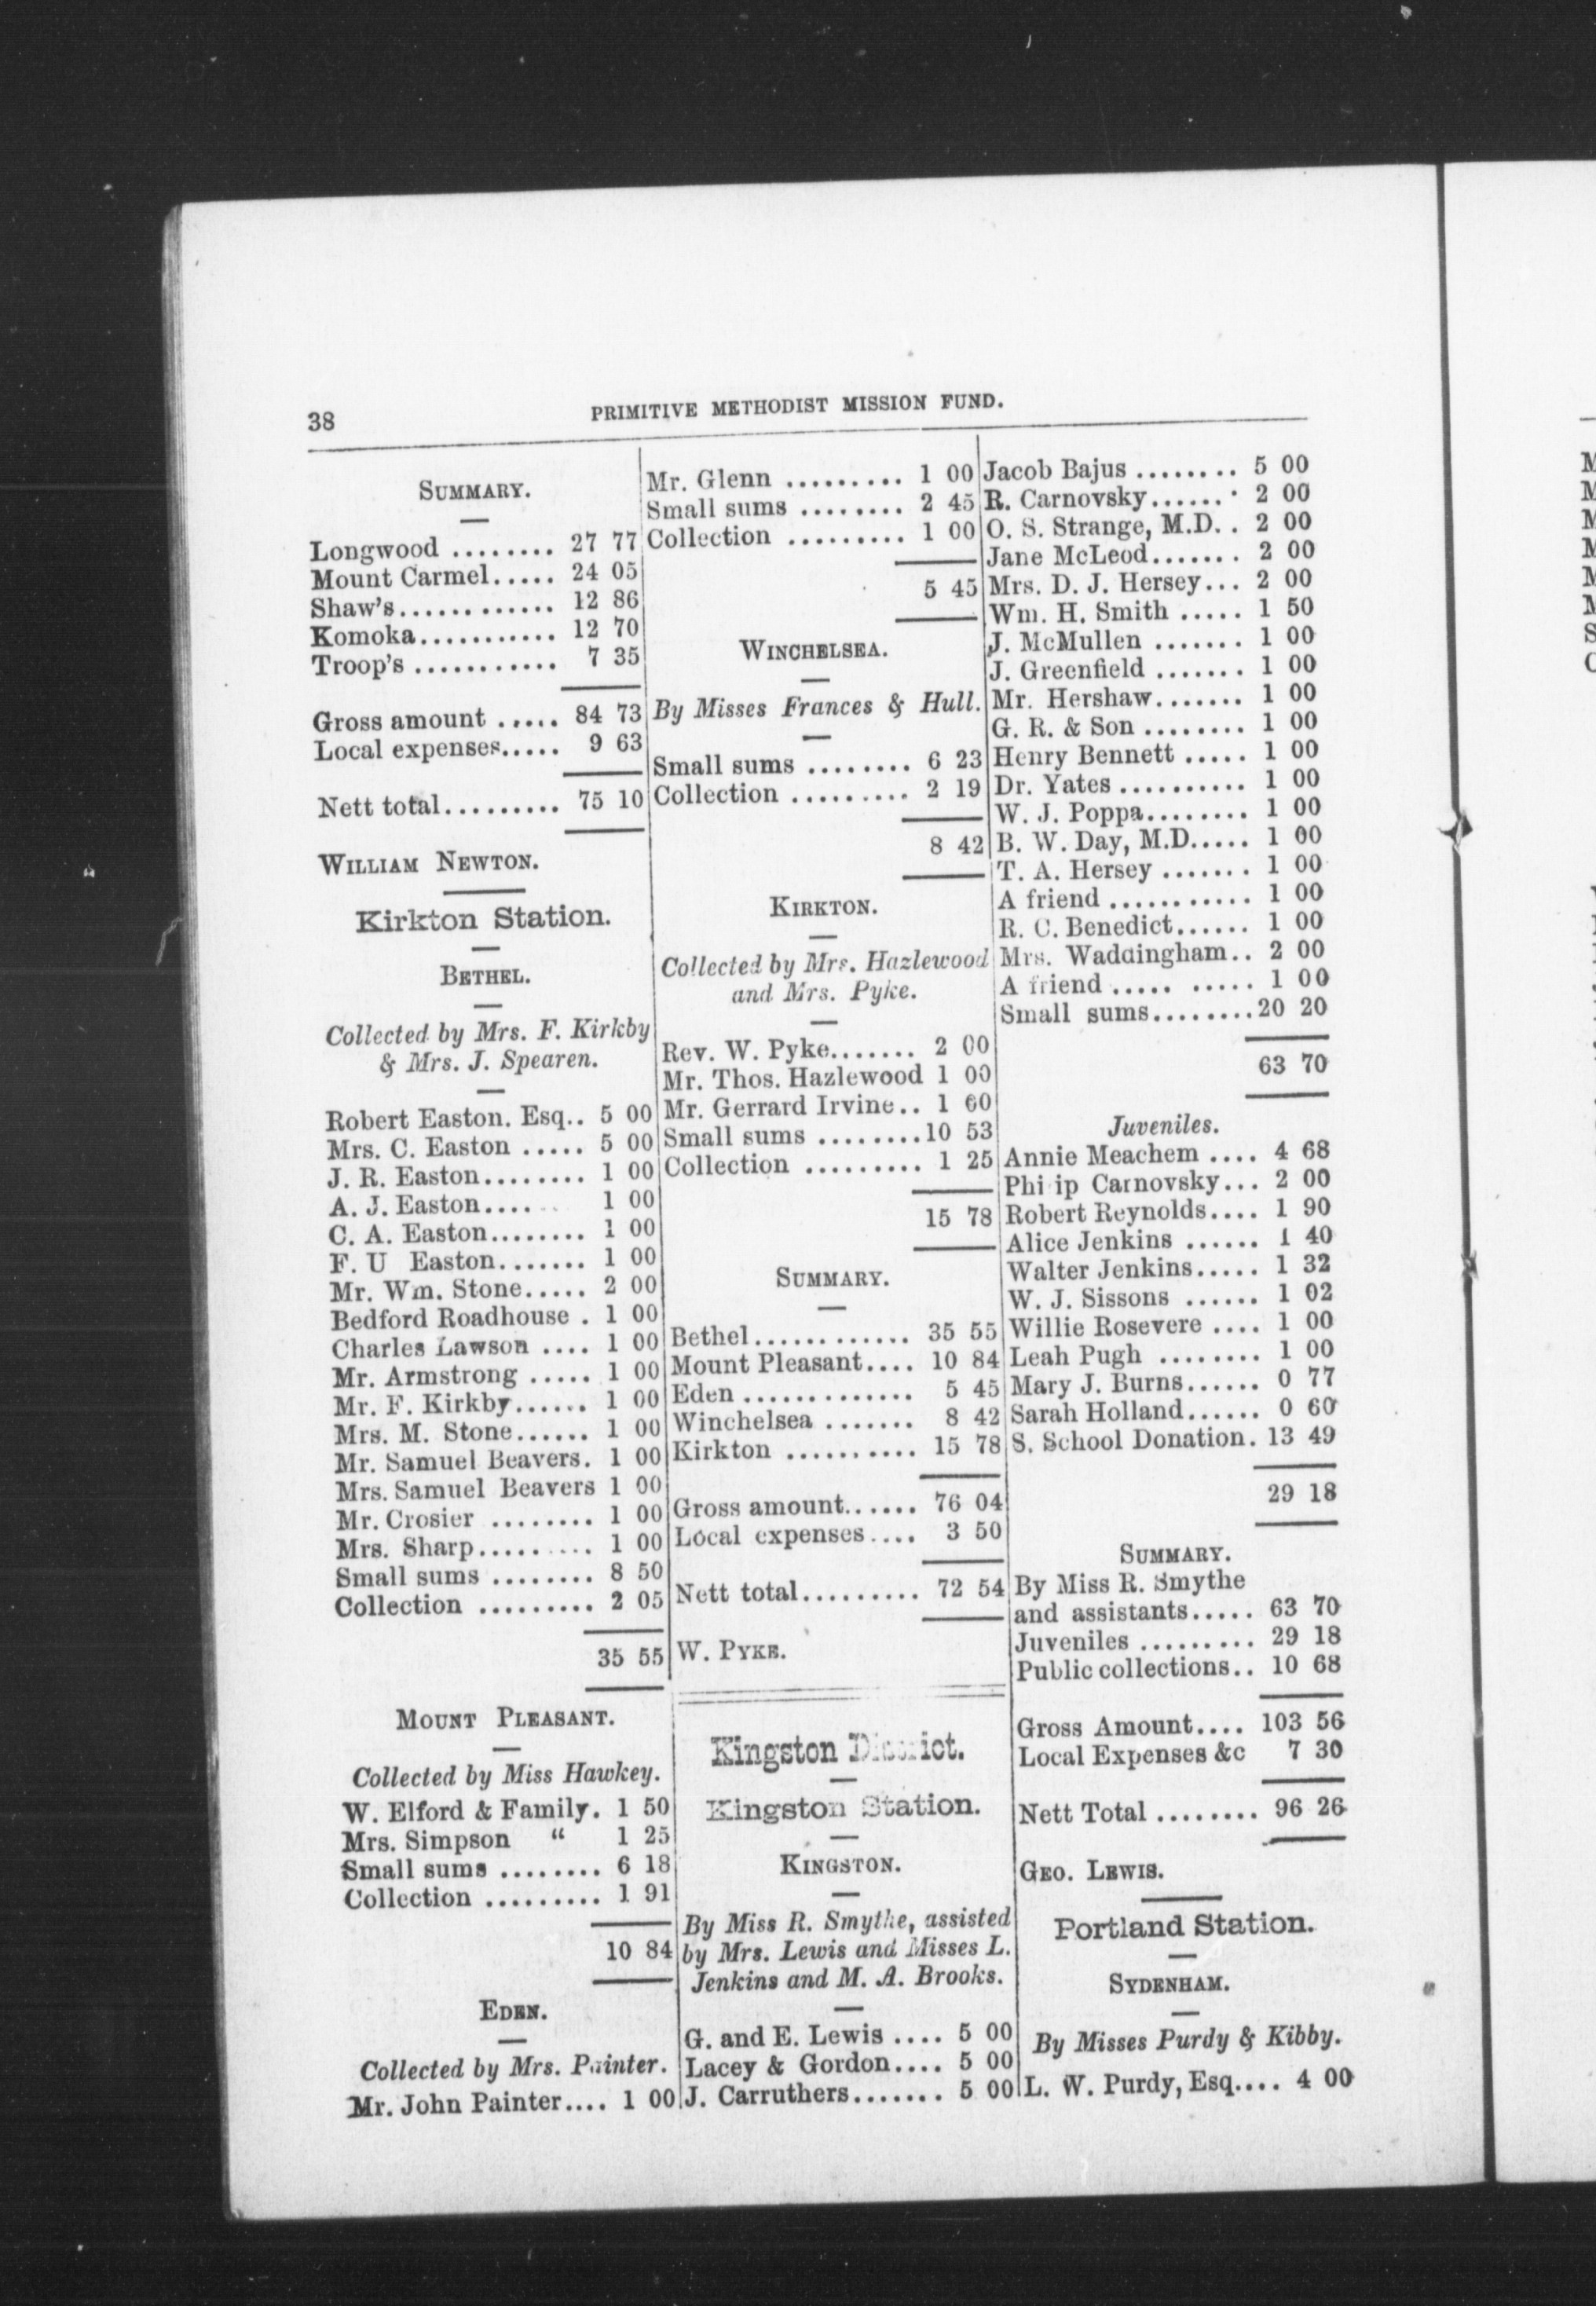 38
PRIMITIVE METHODIST MISSION FUND.
SUMMARY.
Longwood ........ 27 77
Mount Carmel..... 24 05
Shaw's............ 12 86
Komoka........... 12 70
Troop's ........... 7 35
Gross amount ..... 84 73
Local expenses..... 9 63
Nett total......... 75 10
WILLIAM NEWTON.
Kirkton Station.
BETHEL.
Collected by Mrs. F. Kirkby
& Mrs. J. Spearen.
Robert Easton. Esq.. 5 00
Mrs. C. Easton ..... 5 00
J. R. Easton........ 1 00
A. J. Easton.... 1 00
C. A. Easton........ 1 00
F. U Easton....... 1 00
Mr. Wm. Stone..... 2 00
Bedford Roadhouse . 1 00
Charles Lawson .... 1 00
Mr. Armstrong ..... 1 00
Mr. F. Kirkby...... 1 00
Mrs. M. Stone...... 1 00
Mr. Samuel Beavers. 1 00
Mrs. Samuel Beavers 1 00
Mr. Crosier ........ 1 00
Mrs. Sharp......... 1 00
Small sums ........ 8 50
Collection ......... 2 05
35 55
MOUNT PLEASANT.
Collected by Miss Hawkey.
W. Elford & Family. 1 50
Mrs. Simpson " 1 25
Small sums ........ 6 18
Collection ......... 1 91
10 84
EDEN.
Collected by Mrs. Painter.
Mr. John Painter.... 1 00
Mr. Glenn ......... 1 00
Small sums ........ 2 45
Collection ......... 1 00
5 45
WINCHELSEA.
By Misses Frances & Hull.
Small sums ........ 6 23
Collection ......... 2 19
8 42
KIRKTON.
Collected by Mrs. Hazlewood
and Mrs. Pyke.
Rev. W. Pyke....... 2 00
Mr. Thos. Hazlewood 1 00
Mr. Gerrard Irvine.. 1 00
Small sums ........10 53
Collection ......... 1 25
15 78
SUMMARY.
Bethel............ 35 55
Mount Pleasant.... 10 84
Eden ............. 5 45
Winchelsea ....... 8 42
Kirkton .......... 15 78
Gross amount...... 76 04
Local expenses.... 3 50
Nett total......... 72 54
W. PYKE.
Kingston District.
Kingston Station.
KINGSTON.
By Miss R. Smythe, assisted
by Mrs. Lewis and Misses L.
Jenkins and M. A. Brooks.
G. and E. Lewis .... 5 00
Lacey & Gordon.... 5 00
J. Carruthers....... 5 00
Jacob Bajus ........ 5 00
R. Carnovsky...... 2 00
O. S. Strange, M.D. . 2 00
Jane McLeod....... 2 00
Mrs. D. J. Hersey... 2 00
Wm. H. Smith ..... 1 50
J. McMullen ....... 1 00
J. Greenfield ....... 1 00
Mr. Hershaw....... 1 00
G. R. & Son ........ 1 00
Henry Bennett ..... 1 00
Dr. Yates .......... 1 00
W. J. Poppa........ 1 00
B. W. Day, M.D..... 1 00
T. A. Hersey ....... 1 00
A friend ........... 1 00
R. C. Benedict...... 1 00
Mrs. Waddingham.. 2 00
A friend ..... ..... 1 00
Small sums........20 20
63 70
Juveniles.
Annie Meachem .... 4 68
Phi ip Carnovsky... 2 00
Robert Reynolds.... 1 90
Alice Jenkins ...... 1 40
Walter Jenkins..... 1 32
W. J. Sissons ...... 1 02
Willie Rosevere .... 1 00
Leah Pugh ........ 1 00
Mary J. Burns...... 0 77
Sarah Holland...... 0 60
S. School Donation. 13 49
29 18
SUMMARY.
By Miss R. Smythe
and assistants..... 63 70
Juveniles ......... 29 18
Public collections.. 10 68
Gross Amount.... 103 56
Local Expenses &c 7 30
Nett Total ........ 96 26
GEO. LEWIS.
Portland Station.
SYDENHAM.
By Misses Purdy & Kibby.
L. W. Purdy, Esq.... 4 00